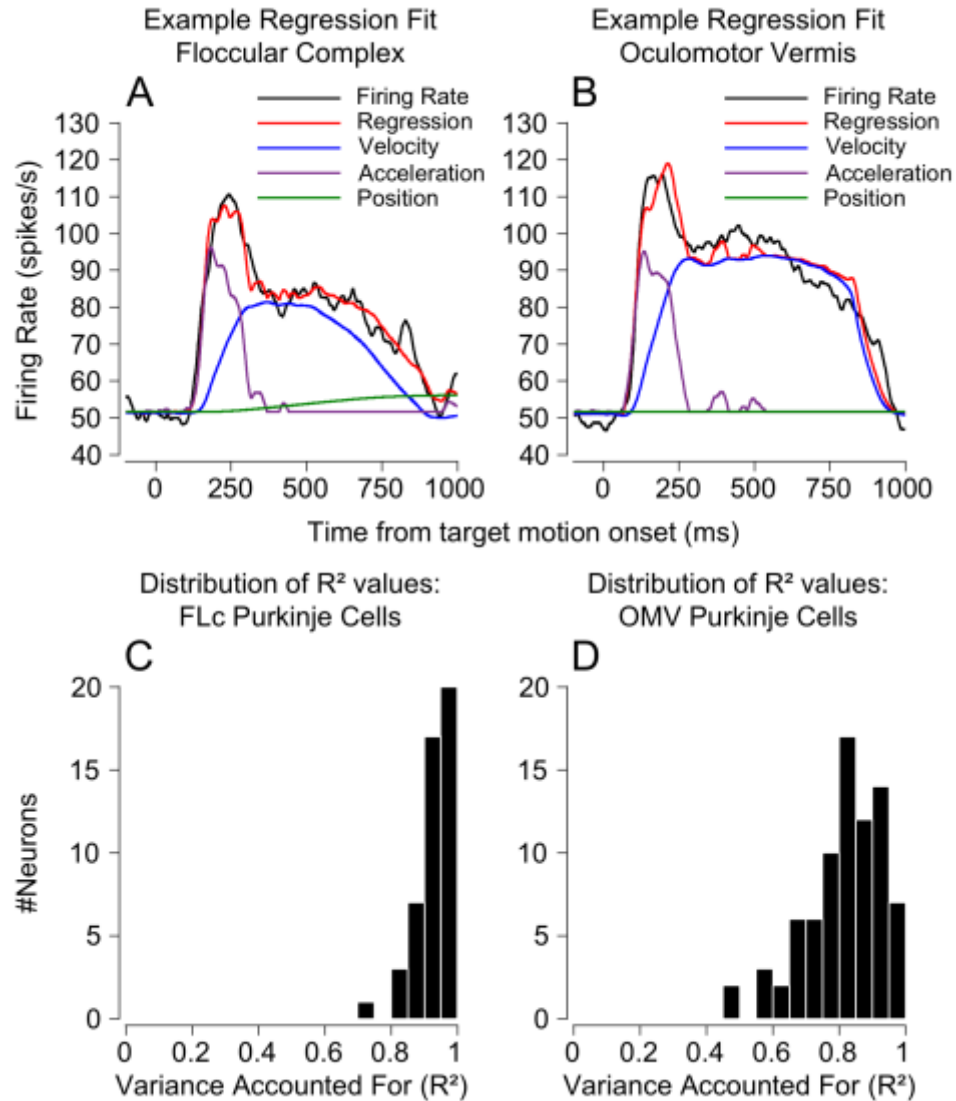 Example Regression Fit
Floccular Complex
Example Regression Fit
Oculomotor Vermis
A
Firing Rate
Regression
Velocity
Acceleration
Position
B
Firing Rate
Regression
Velocity
Acceleration
Position
Firing Rate (spikes/s)
130
120
110
100
90
80
70
60
50
40
0 250 500 750 1000
130
120
110
100
90
80
70
60
50
40
0 250 500 750 1000
Time from target motion onset (ms)
Distribution of R² values:
FLc Purkinje Cells
Distribution of R² values:
OMV Purkinje Cells
C
#Neurons
20
15
10
5
0
0 0.2 0.4 0.6 0.8 1
Variance Accounted For (R²)
D
20
15
10
5
0
0 0.2 0.4 0.6 0.8 1
Variance Accounted For (R²)